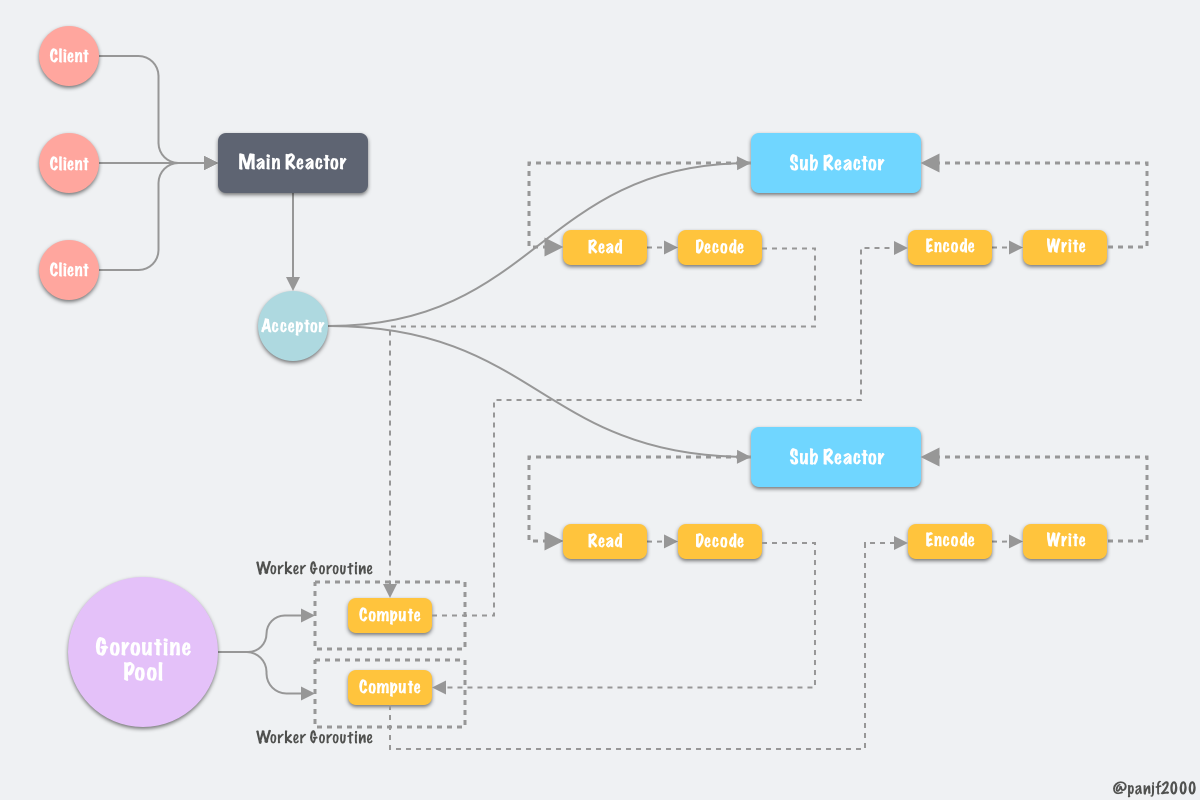 Client
Client
Client
Main Reactor
Acceptor
Sub Reactor
Read
Decode
Encode
Write
Sub Reactor
Read
Decode
Encode
Write
Worker Goroutine
Compute
Goroutine
Pool
Compute
Worker Goroutine
@panjf2000